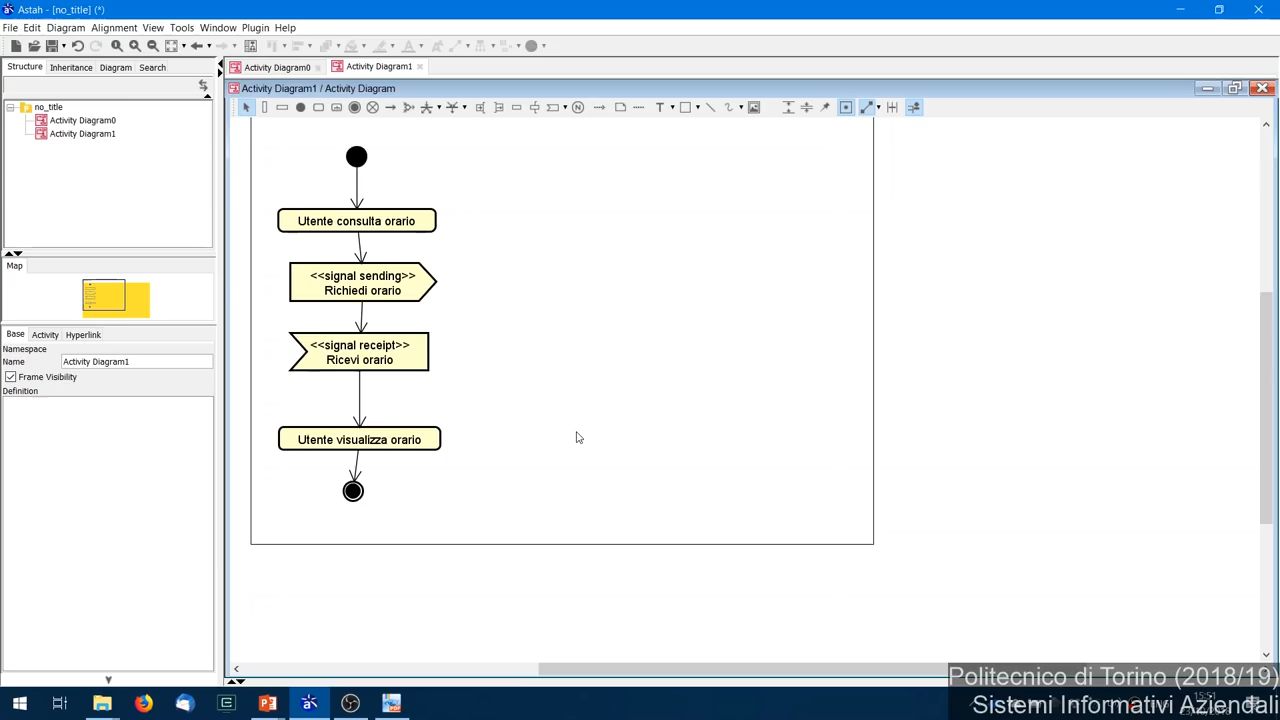 Astah - [no_title] (*)
File Edit Diagram Alignment View Tools Window Plugin Help
Structure Inheritance Diagram Search
Activity Diagram0
Activity Diagram1
Activity Diagram1 / Activity Diagram
no_title
Activity Diagram0
Activity Diagram1
Map
Base Activity Hyperlink
Namespace
Name Activity Diagram1
Frame Visibility
Definition
Utente consulta orario
<<signal sending>>
Richiedi orario
<<signal receipt>>
Ricevi orario
Utente visualizza orario
Politecnico di Torino (2018/19)
15:51
Sistemi Informativi Aziendali